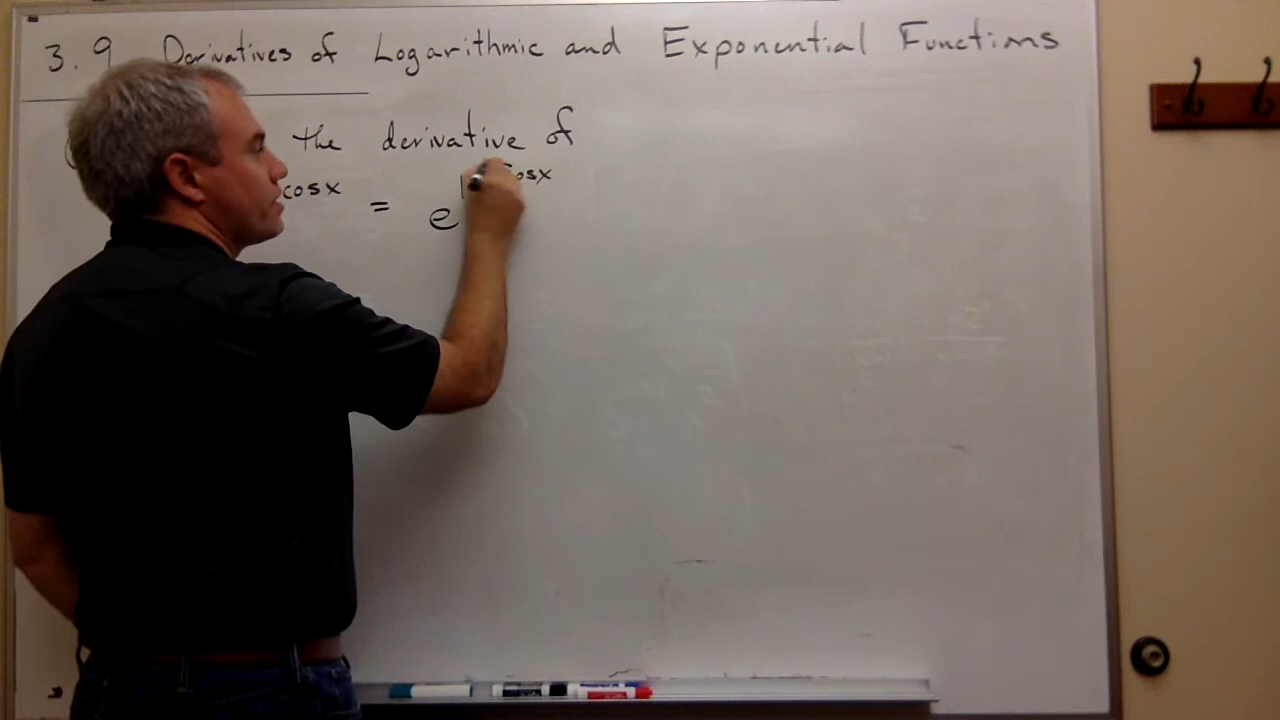 3.9 Derivatives of Logarithmic and Exponential Functions
the derivative of
cosx = e cosx